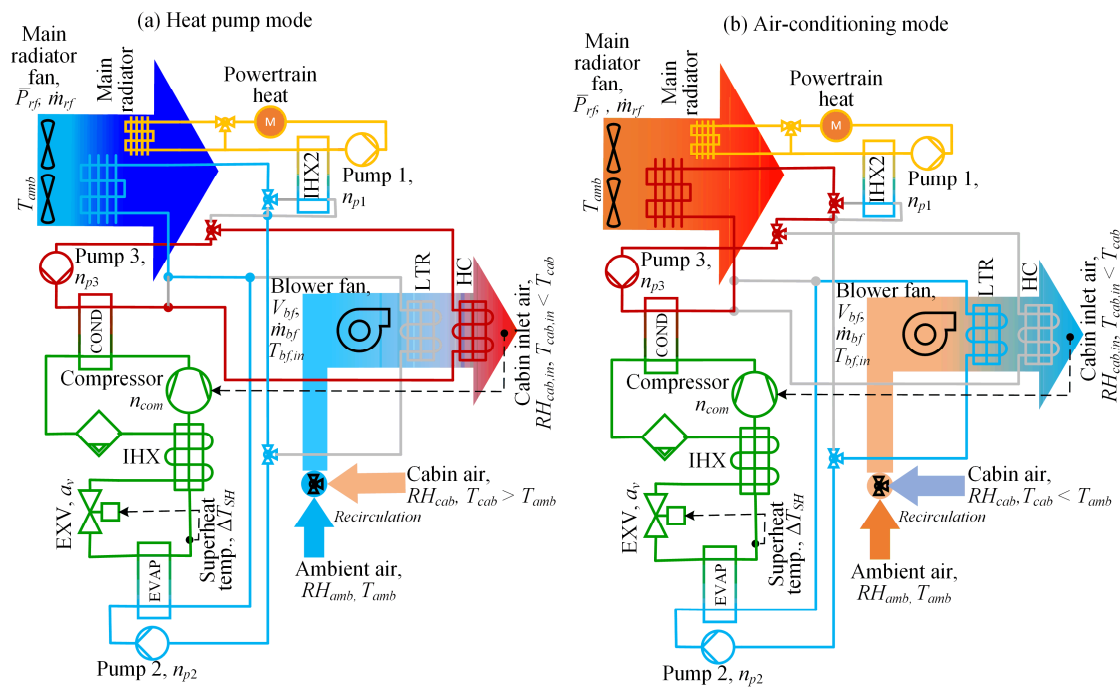 (a) Heat pump mode
Main
radiator
fan,
P̅rf, ṁrf
Main
radiator
Powertrain
heat
M
IHX2
Pump 1,
np1
Tamb
Pump 3,
np3
COND
Blower fan,
Vbf,
ṁbf
Tbf,in
LTR
HC
Cabin inlet air,
RHcab,in, Tcab,in < Tcab
Compressor
ncom
IHX
EXV, av
Superheat
temp., ΔTSH
EVAP
Cabin air,
RHcab, Tcab > Tamb
Recirculation
Ambient air,
RHamb, Tamb
Pump 2, np2
(b) Air-conditioning mode
Main
radiator
fan,
P̅rf, , ṁrf
Main
radiator
Powertrain
heat
M
IHX2
Pump 1,
np1
Tamb
Pump 3,
np3
COND
Blower fan,
Vbf,
ṁbf
Tbf,in
LTR
HC
Cabin inlet air,
RHcab,in, Tcab,in < Tcab
Compressor
ncom
IHX
EXV, av
Superheat
temp., ΔTSH
EVAP
Cabin air,
RHcab, Tcab < Tamb
Recirculation
Ambient air,
RHamb, Tamb
Pump 2, np2